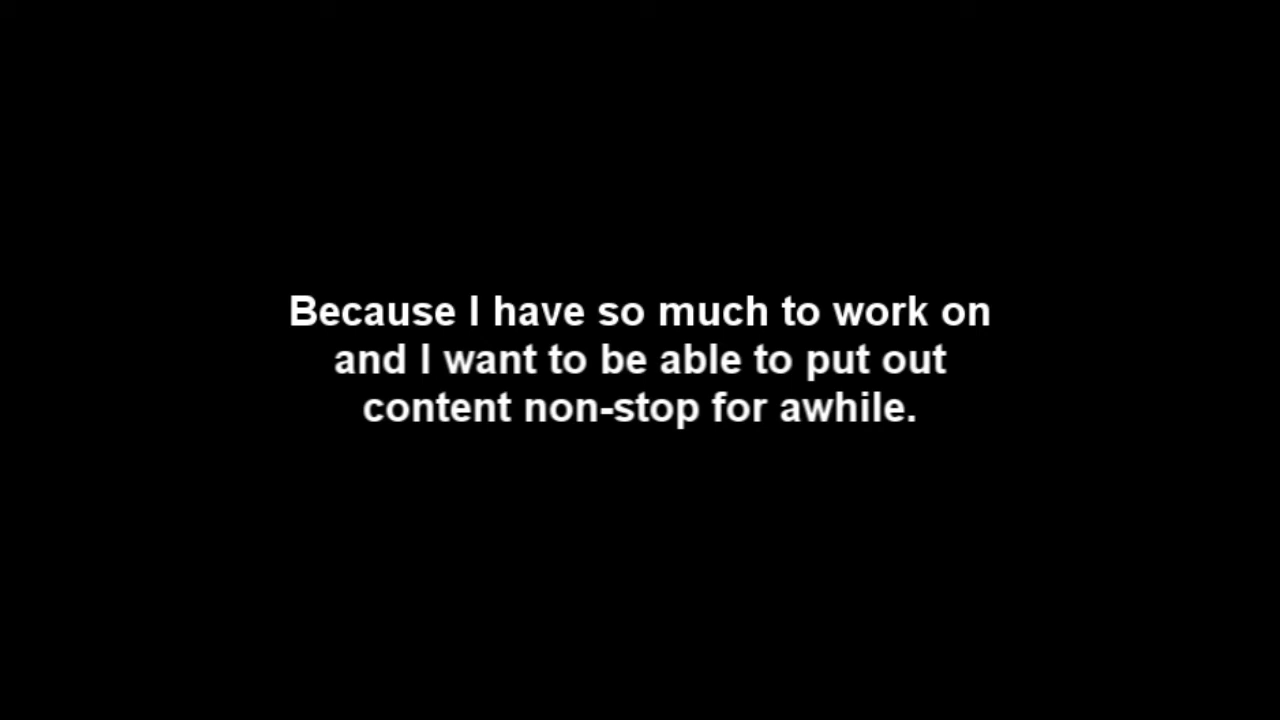 Because I have so much to work on
and I want to be able to put out
content non-stop for awhile.